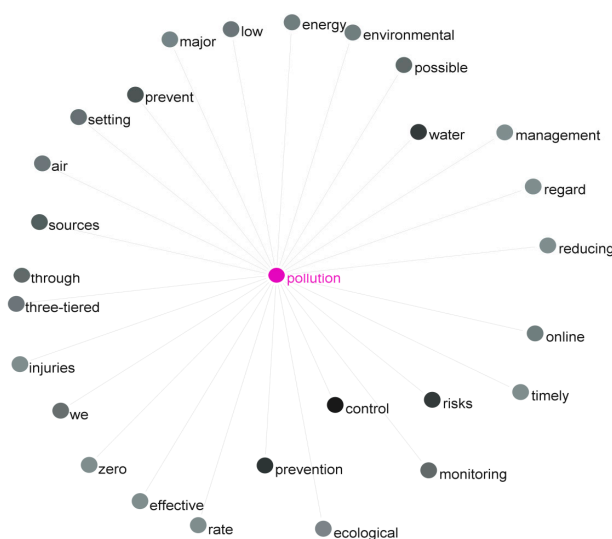 energy
low
environmental
major
possible
prevent
setting
water
management
air
regard
sources
reducing
through
pollution
three-tiered
online
injuries
timely
risks
control
we
zero
prevention
monitoring
effective
rate
ecological